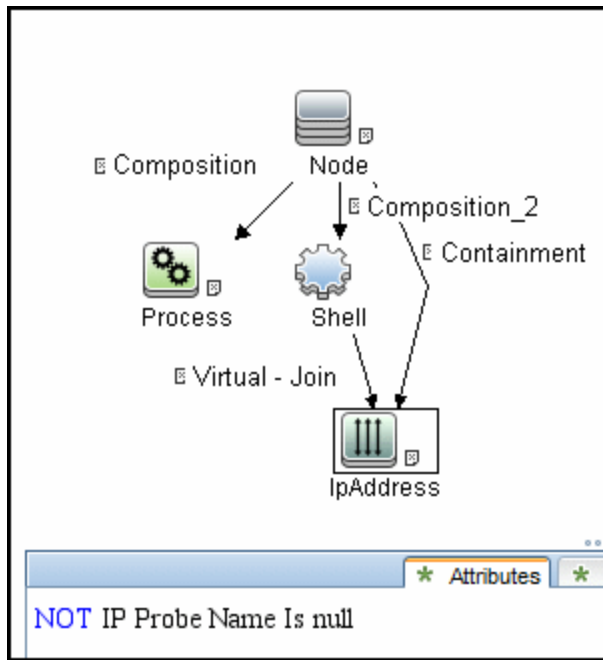 Composition
Node
Composition_2
Containment
Process
Shell
Virtual - Join
IpAddress
* Attributes *
NOT IP Probe Name Is null